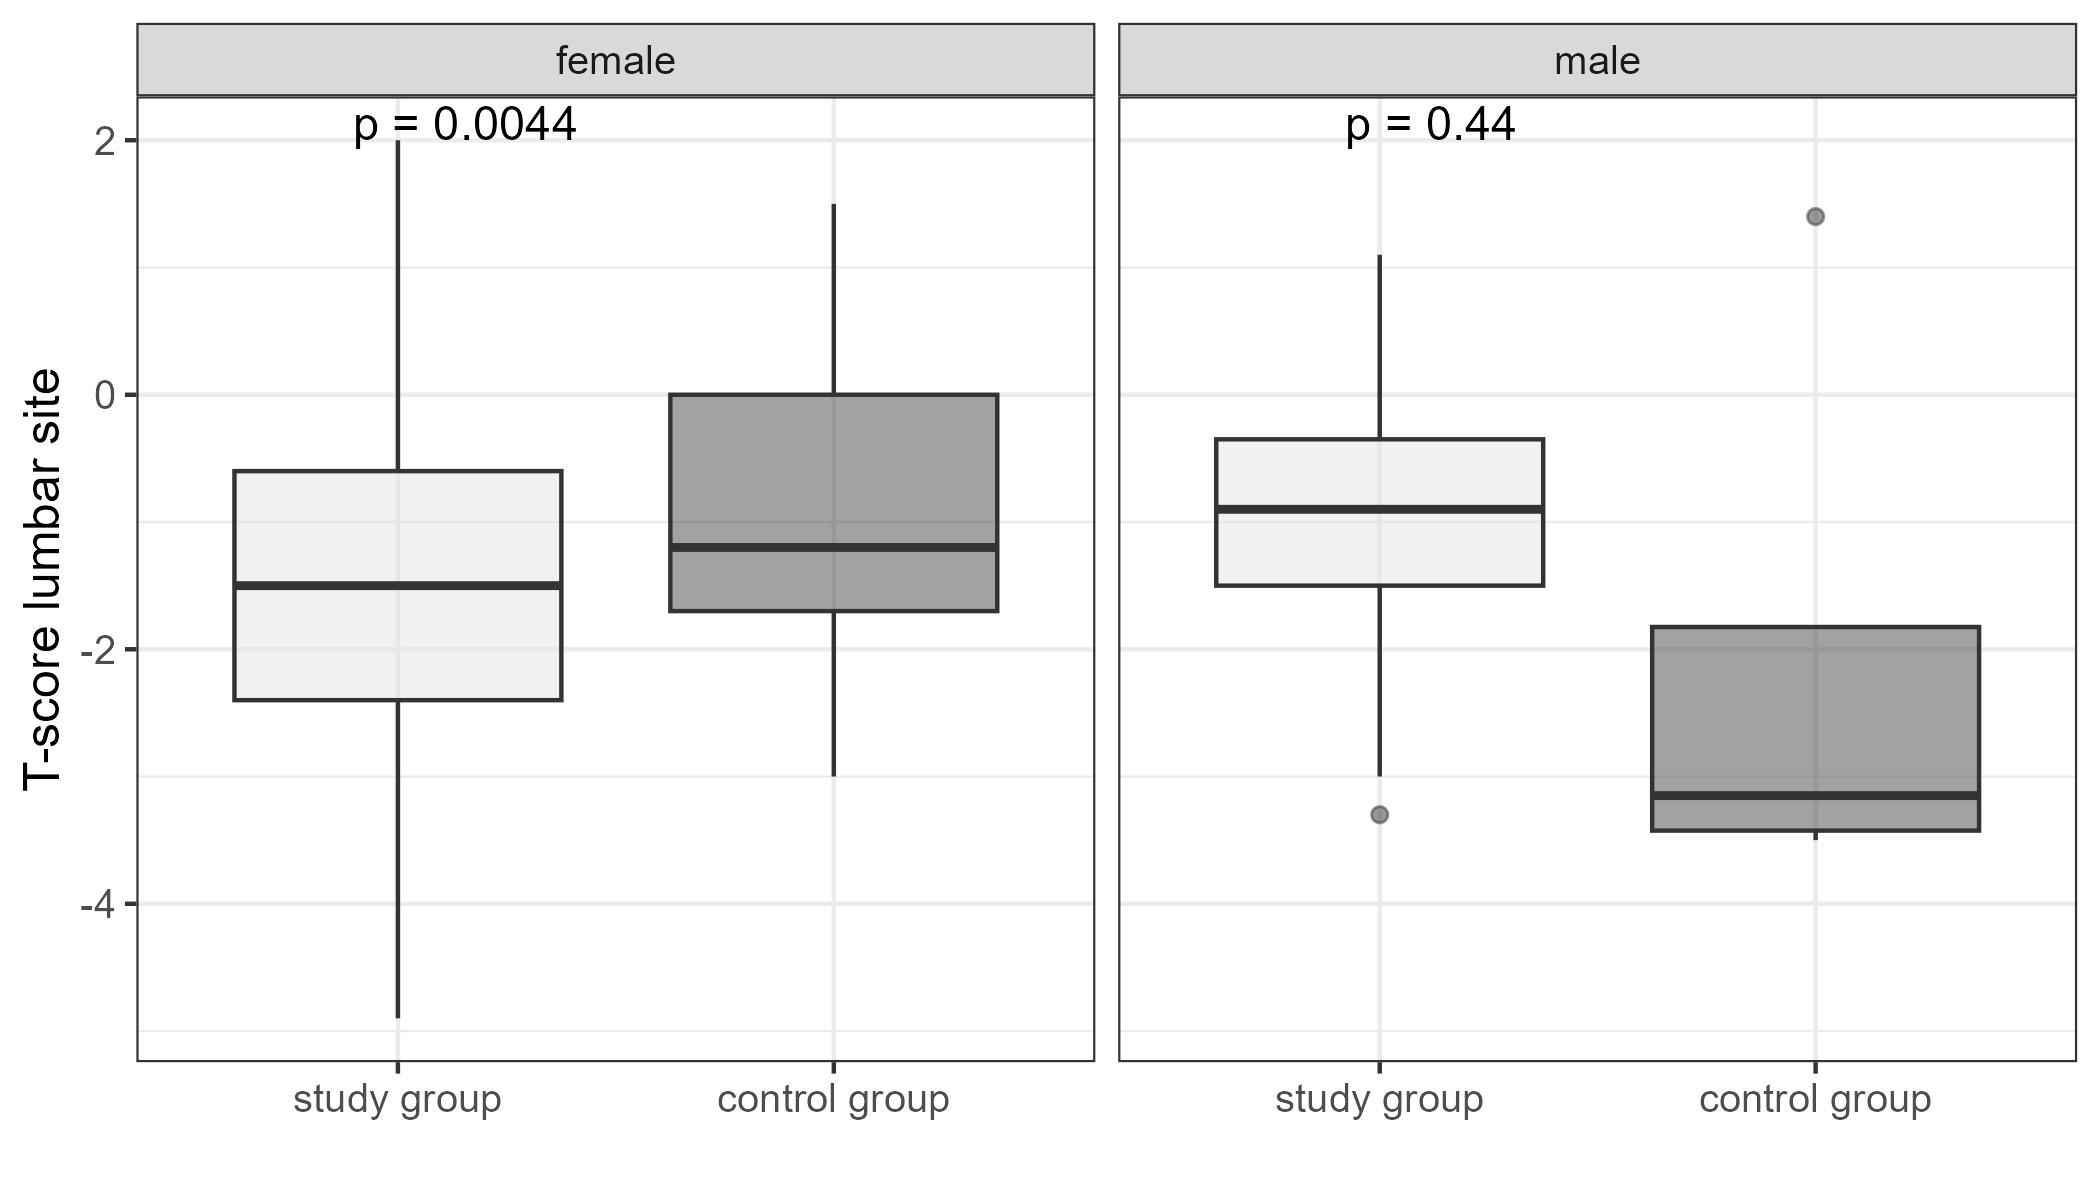 female
male
p = 0.0044
p = 0.44
2
0
-2
-4
T-score lumbar site
study group
control group
study group
control group